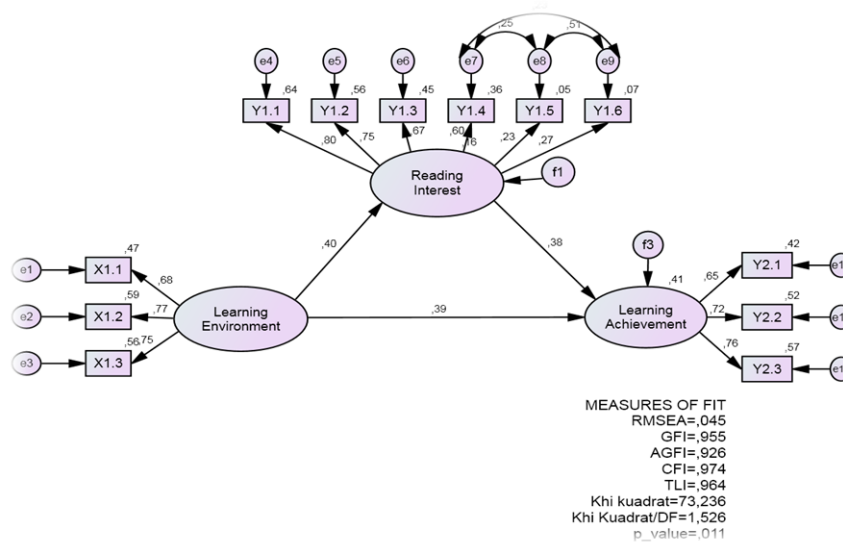 ,25
,51
e4
e5
e6
e7
e8
e9
,64
,56
,45
,36
,05
,07
Y1.1
Y1.2
Y1.3
Y1.4
Y1.5
Y1.6
,80
,75
,67
,60
,16
,23
,27
Reading
Interest
f1
,40
,38
f3
e1
X1.1
,47
,68
e2
X1.2
,59
,77
e3
X1.3
,56
,75
Learning
Environment
,39
Learning
Achievement
,41
,65
,72
,76
Y2.1
,42
e1
Y2.2
,52
e1
Y2.3
,57
e1
MEASURES OF FIT
RMSEA=,045
GFI=,955
AGFI=,926
CFI=,974
TLI=,964
Khi kuadrat=73,236
Khi Kuadrat/DF=1,526
p_value=,011